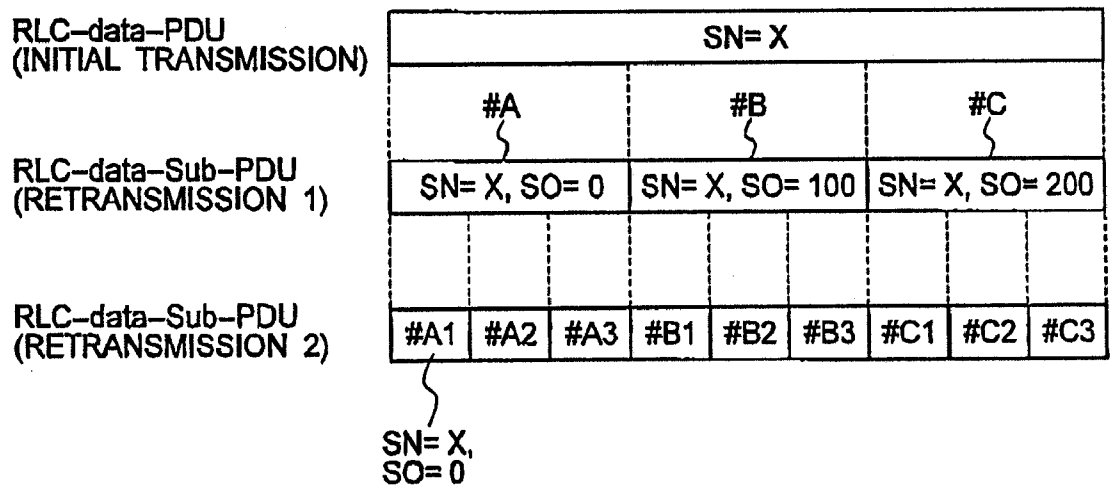 RLC-data-PDU
(INITIAL TRANSMISSION)
SN= X
#A
#B
#C
RLC-data-Sub-PDU
(RETRANSMISSION 1)
SN= X, SO= 0
SN= X, SO= 100
SN= X, SO= 200
RLC-data-Sub-PDU
(RETRANSMISSION 2)
#A1
#A2
#A3
#B1
#B2
#B3
#C1
#C2
#C3
SN= X,
SO= 0